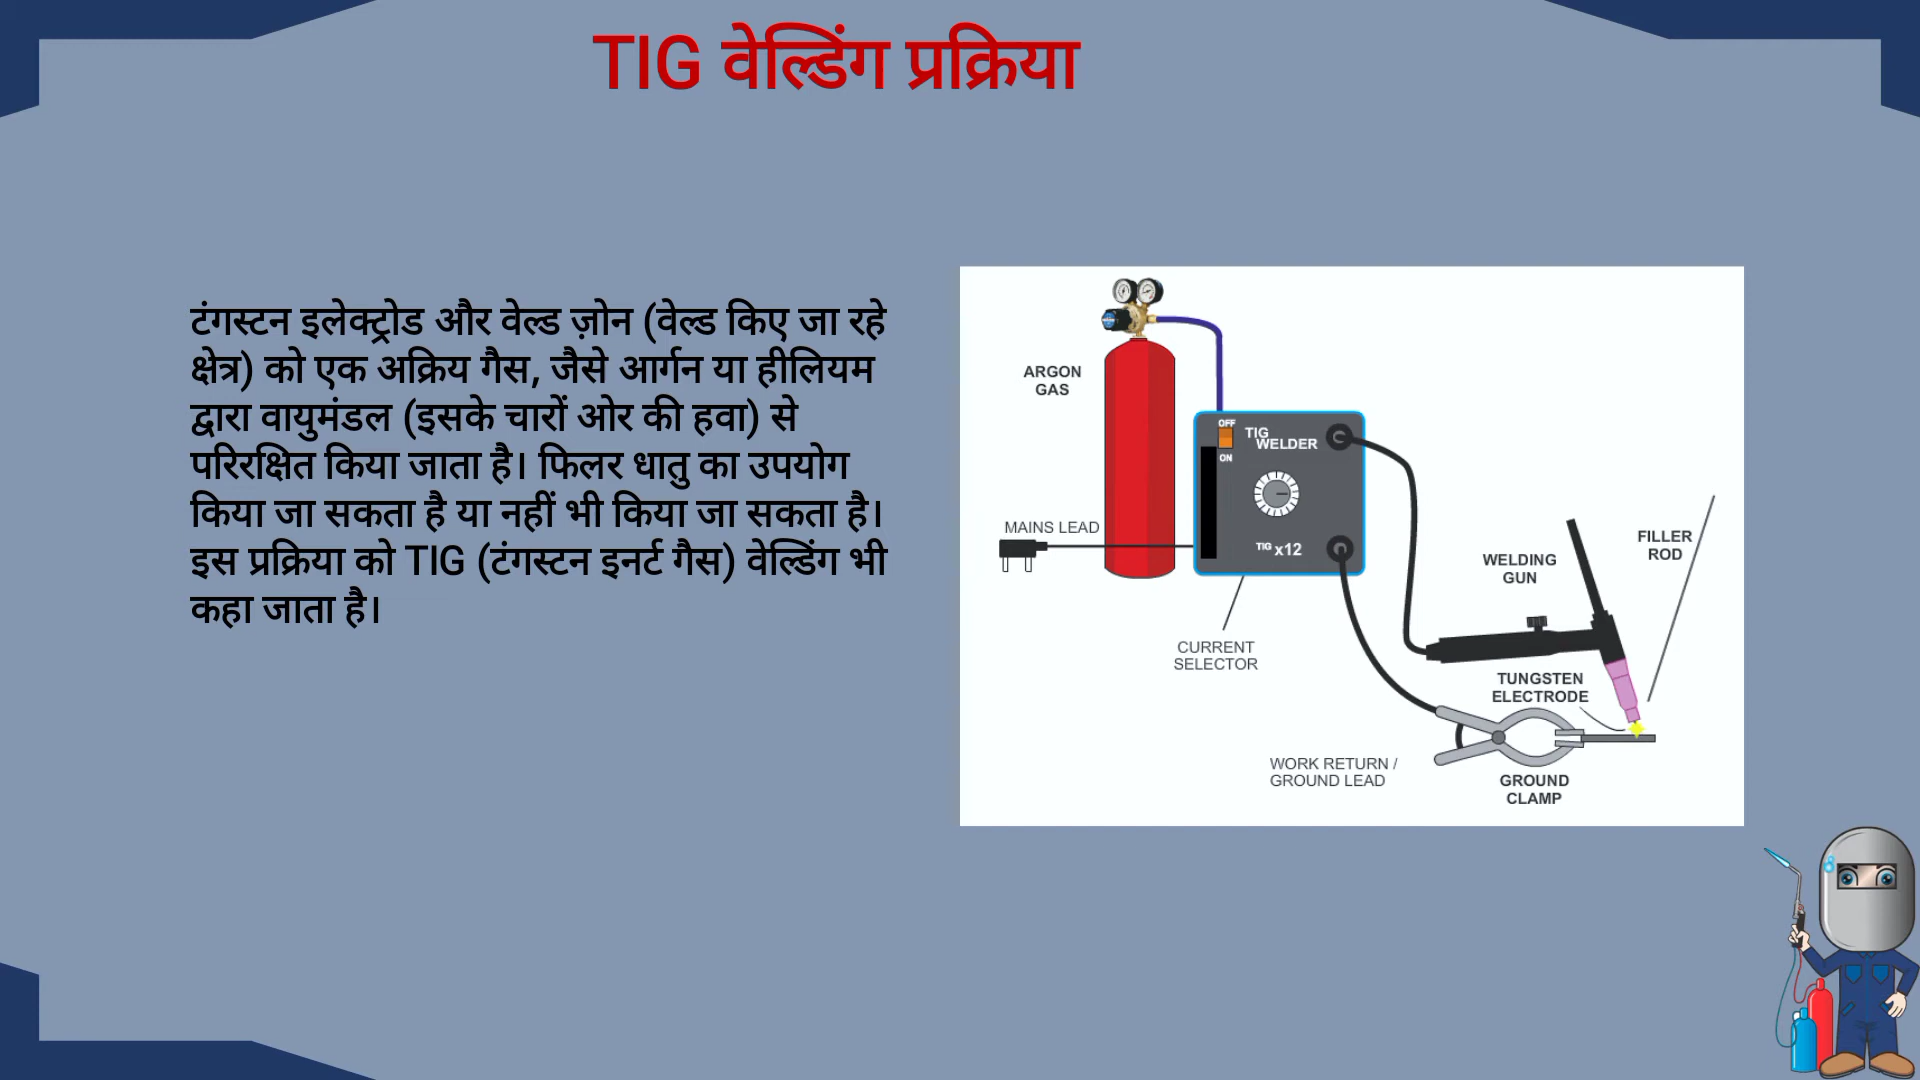 TIG वेल्डिंग प्रक्रिया
टंगस्टन इलेक्ट्रोड और वेल्ड ज़ोन (वेल्ड किए जा रहे
क्षेत्र) को एक अक्रिय गैस, जैसे आर्गन या हीलियम
द्वारा वायुमंडल (इसके चारों ओर की हवा) से
परिरक्षित किया जाता है। फिलर धातु का उपयोग
किया जा सकता है या नहीं भी किया जा सकता है।
इस प्रक्रिया को TIG (टंगस्टन इनर्ट गैस) वेल्डिंग भी
कहा जाता है।
ARGON
GAS
OFF
ON
TIG
WELDER
TIG x12
MAINS LEAD
CURRENT
SELECTOR
WELDING
GUN
FILLER
ROD
TUNGSTEN
ELECTRODE
WORK RETURN /
GROUND LEAD
GROUND
CLAMP